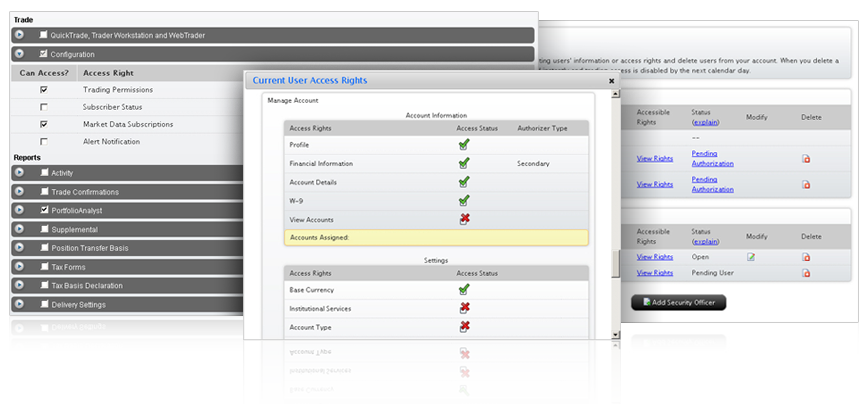 Trade
QuickTrade, Trader Workstation and WebTrader
Configuration
Can Access? Access Right
Trading Permissions
Subscriber Status
Market Data Subscriptions
Alert Notification
Reports
Activity
Trade Confirmations
PortfolioAnalyst
Supplemental
Position Transfer Basis
Tax Forms
Tax Basis Declaration
Delivery Settings
Current User Access Rights
Manage Account
Account Information
Access Rights Access Status Authorizer Type
Profile
Financial Information Secondary
Account Details
W-9
View Accounts
Accounts Assigned:
Settings
Access Rights Access Status
Base Currency
Institutional Services
Account Type
ting users' information or access rights and delete users from your account. When you delete a
access is disabled by the next calendar day.
Accessible Rights Status (explain) Modify Delete
--
View Rights Pending Authorization
View Rights Pending Authorization
Accessible Rights Status (explain) Modify Delete
View Rights Open
View Rights Pending User
Add Security Officer